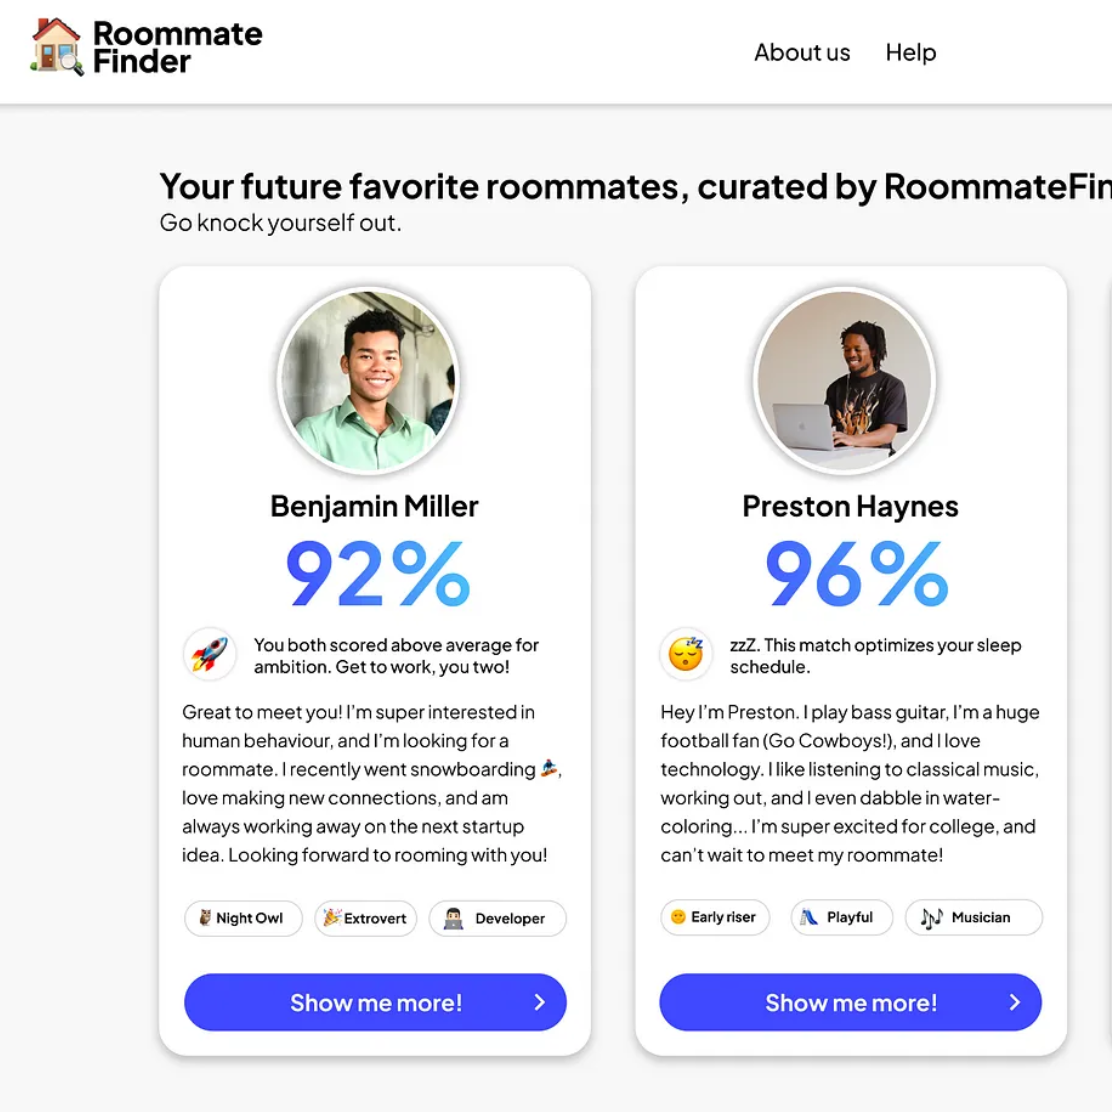 Roommate
Finder
About us
Help
Your future favorite roommates, curated by RoommateFin
Go knock yourself out.
Benjamin Miller
92%
You both scored above average for
ambition. Get to work, you two!
Great to meet you! I'm super interested in
human behaviour, and I'm looking for a
roommate. I recently went snowboarding 🏂,
love making new connections, and am
always working away on the next startup
idea. Looking forward to rooming with you!
Night Owl
Extrovert
Developer
Show me more!
Preston Haynes
96%
zzZ. This match optimizes your sleep
schedule.
Hey I'm Preston. I play bass guitar, I'm a huge
football fan (Go Cowboys!), and I love
technology. I like listening to classical music,
working out, and I even dabble in water-
coloring... I'm super excited for college, and
can't wait to meet my roommate!
Early riser
Playful
Musician
Show me more!